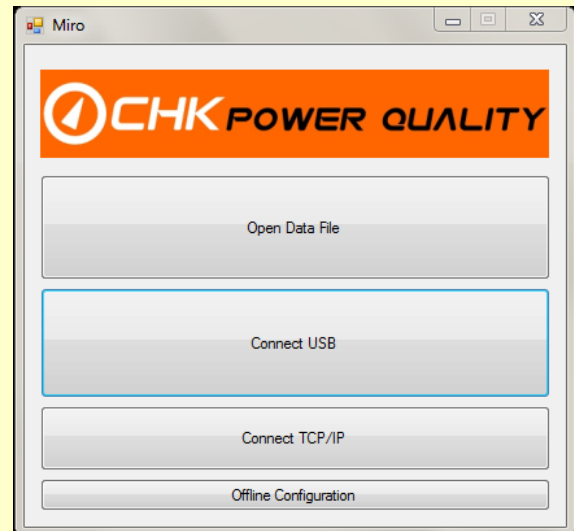 Miro
CHK POWER QUALITY
Open Data File
Connect USB
Connect TCP/IP
Offline Configuration